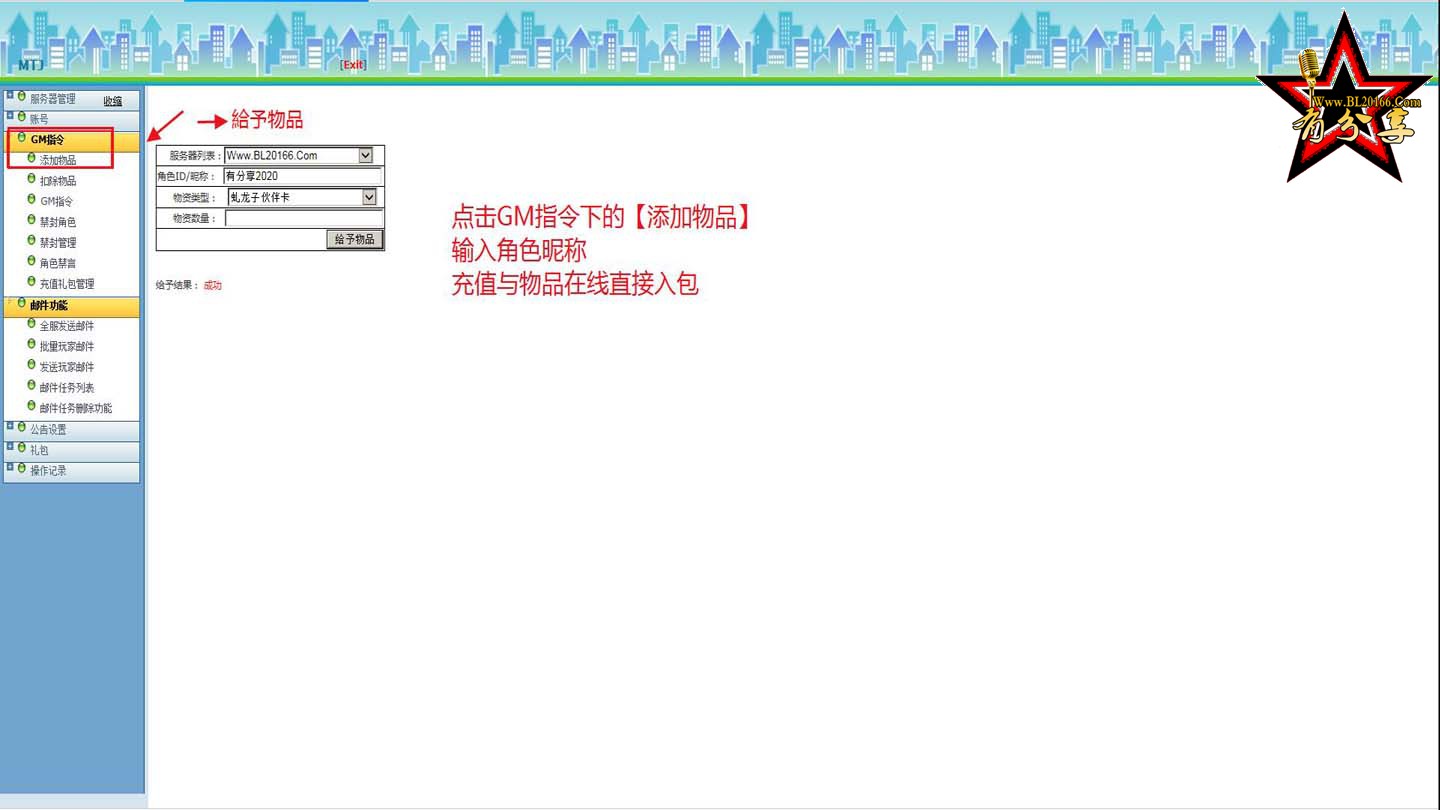 MTJ
[Exit]
Www.BL20166.Com
有分享
服务器管理 收缩
账号
GM指令
添加物品
扣除物品
GM指令
禁封角色
禁封管理
角色禁言
充值礼包管理
邮件功能
全服发送邮件
批量玩家邮件
发送玩家邮件
邮件任务列表
邮件任务删除功能
公告设置
礼包
操作记录
給予物品
服务器列表： Www.BL20166.Com
角色ID/昵称： 有分享2020
物资类型： 虬龙子伙伴卡
物资数量：
给予物品
给予结果： 成功
点击GM指令下的【添加物品】
输入角色昵称
充值与物品在线直接入包